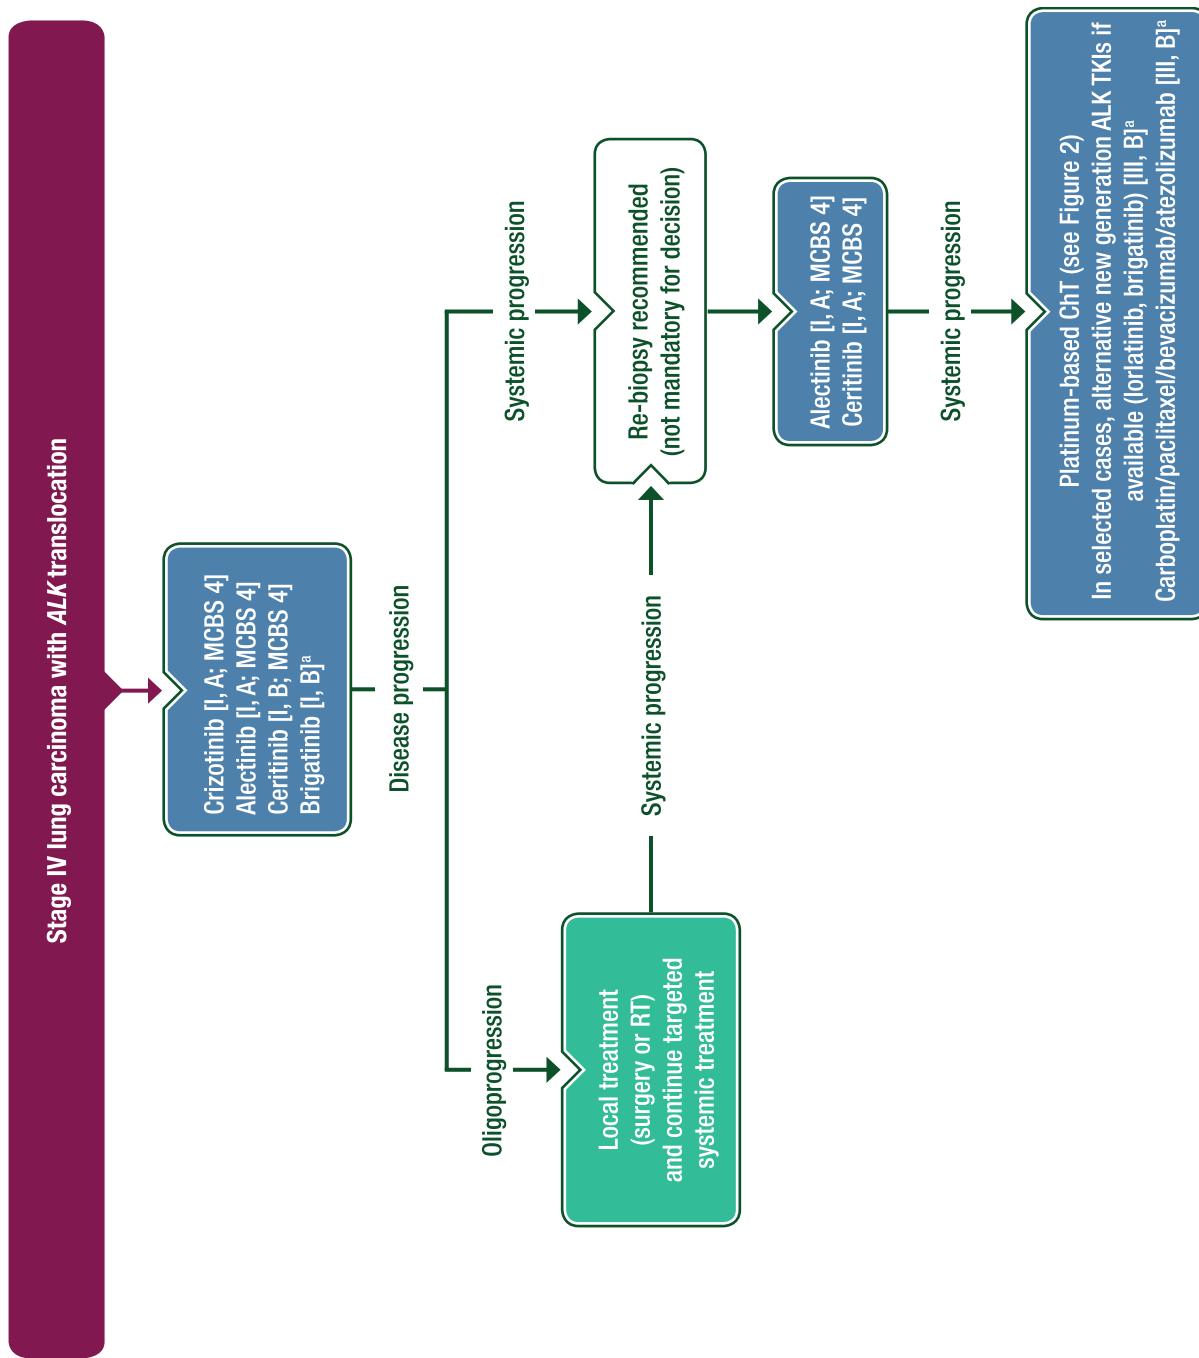 Stage IV lung carcinoma with ALK translocation
Crizotinib [I, A; MCBS 4]
Alectinib [I, A; MCBS 4]
Ceritinib [I, B; MCBS 4]
Brigatinib [I, B]a
Disease progression
Oligoprogression
Systemic progression
Local treatment
(surgery or RT)
and continue targeted
systemic treatment
Systemic progression
Re-biopsy recommended
(not mandatory for decision)
Alectinib [I, A; MCBS 4]
Ceritinib [I, A; MCBS 4]
Systemic progression
Platinum-based ChT (see Figure 2)
In selected cases, alternative new generation ALK TKIs if
available (lorlatinib, brigatinib) [III, B]a
Carboplatin/paclitaxel/bevacizumab/atezolizumab [III, B]a